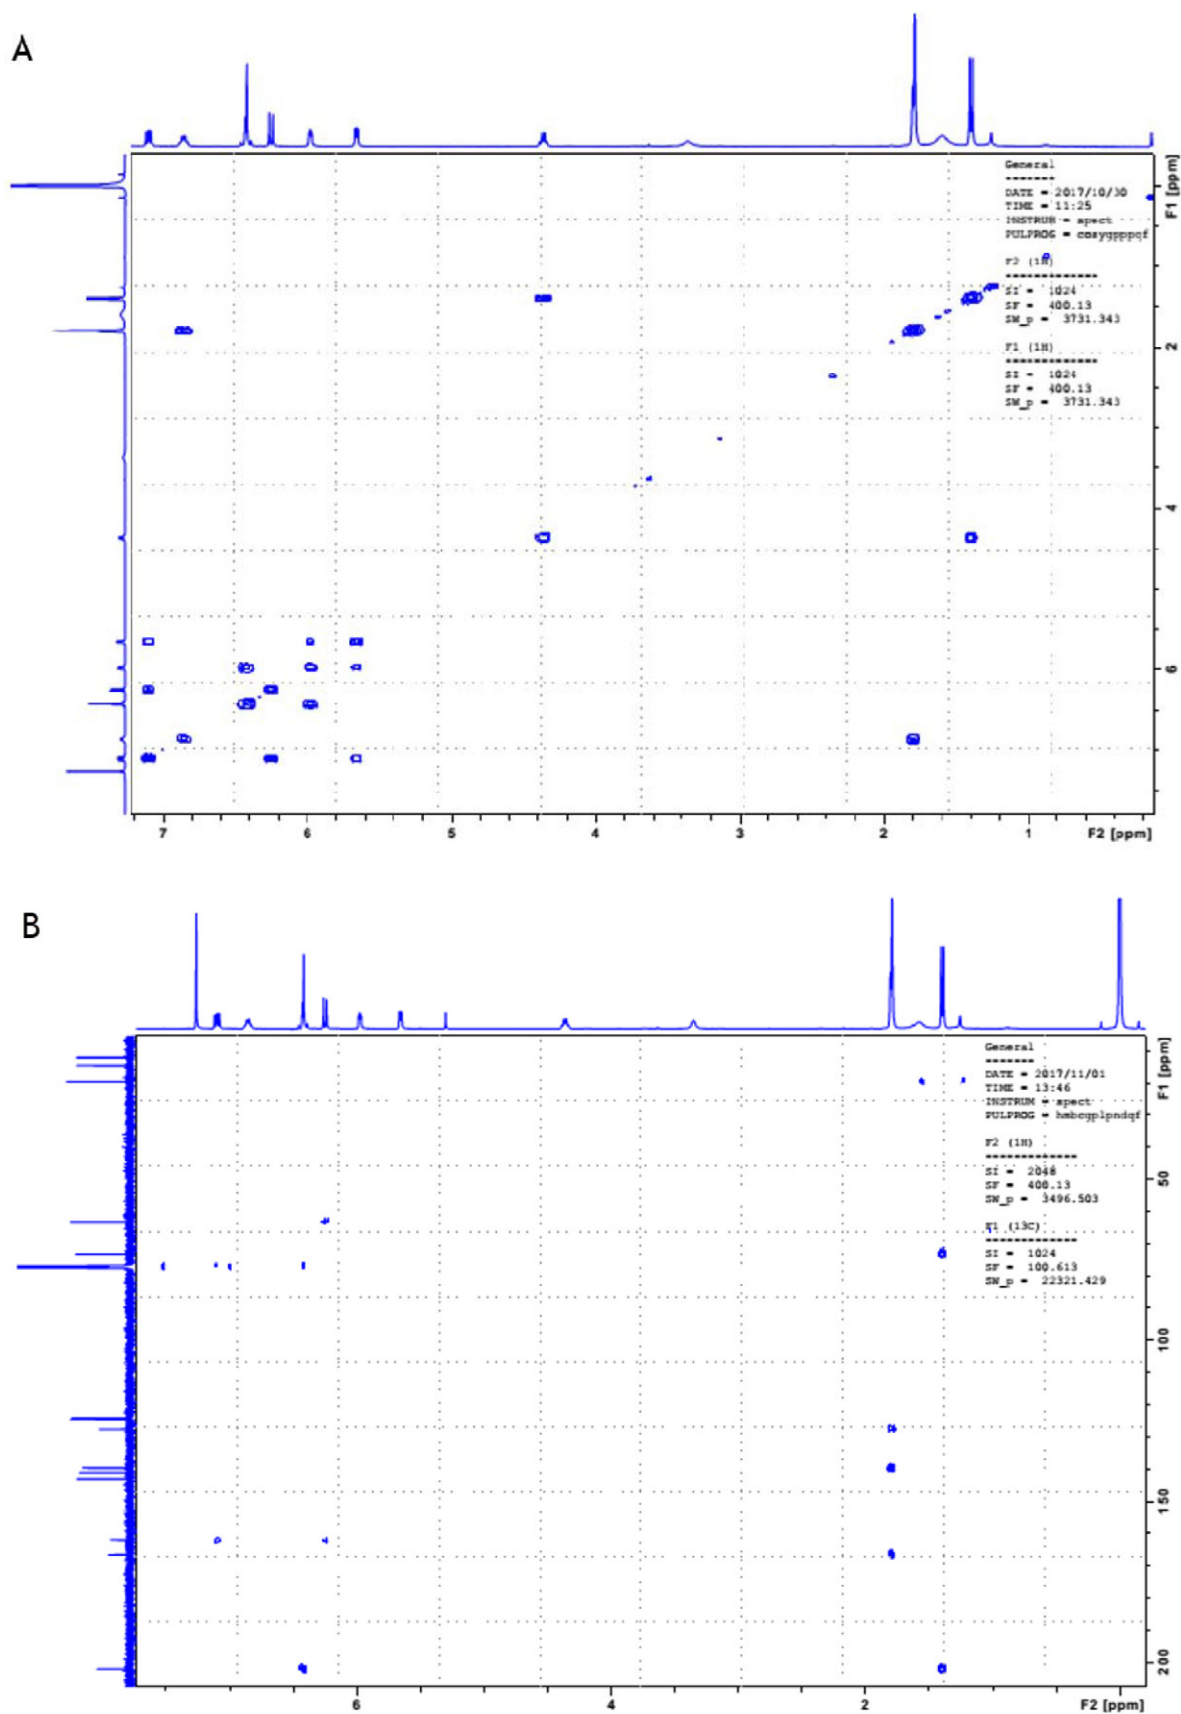 A
General
DATE = 2017/10/30
TIME = 11:25
INSTRUM = spect
PULPROG = cosygpppqf
F2 (1H)
SI = 1024
SF = 400.13
SW_p = 3731.343
F1 (1H)
SI = 1024
SF = 400.13
SW_p = 3731.343
F1 [ppm]
2
4
6
7 6 5 4 3 2 1 F2 [ppm]
B
General
DATE = 2017/11/01
TIME = 13:46
INSTRUM = spect
PULPROG = hmbcgplpndqf
F2 (1H)
SI = 2048
SF = 400.13
SW_p = 3496.503
F1 (13C)
SI = 1024
SF = 100.613
SW_p = 22321.429
F1 [ppm]
50
100
150
200
6 4 2 F2 [ppm]